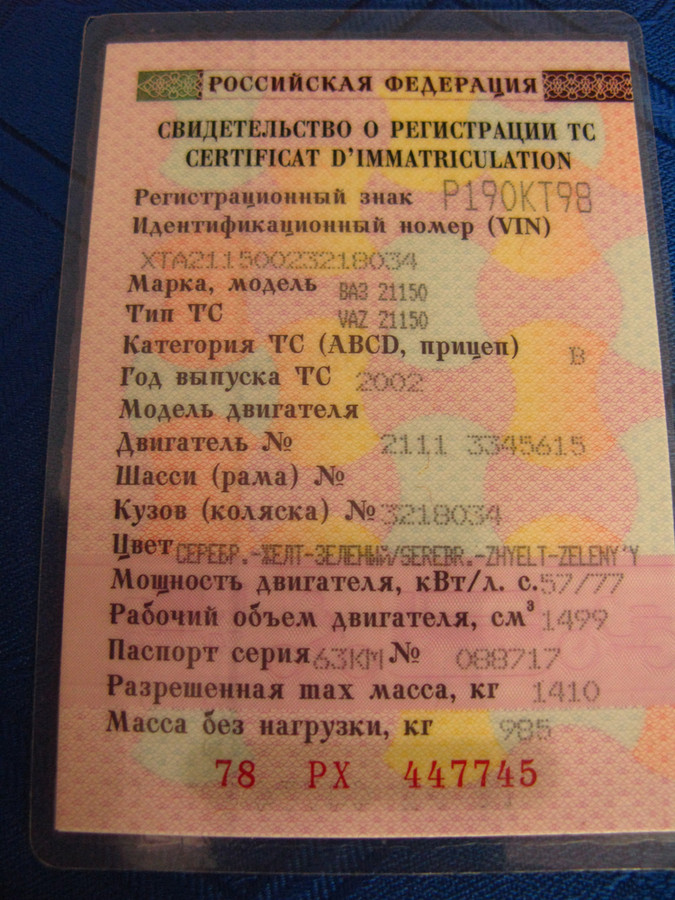 РОССИЙСКАЯ ФЕДЕРАЦИЯ
СВИДЕТЕЛЬСТВО О РЕГИСТРАЦИИ ТС
CERTIFICAT D'IMMATRICULATION
Регистрационный знак Р190КТ98
Идентификационный номер (VIN)
XTA21150023218034
Марка, модель ВАЗ 21150
Тип ТС VAZ 21150
Категория ТС (ABCD, прицеп) B
Год выпуска ТС 2002
Модель двигателя
Двигатель № 2111 3345615
Шасси (рама) №
Кузов (коляска) № 3218034
Цвет СЕРЕБР.-ЖЕЛТ-ЗЕЛЕНЫЙ/SEREBR.-ZHYELT-ZELENY'Y
Мощность двигателя, кВт/л. с. 57/77
Рабочий объем двигателя, см³ 1499
Паспорт серия 63КМ № 088717
Разрешенная max масса, кг 1410
Масса без нагрузки, кг 985
78 РХ 447745